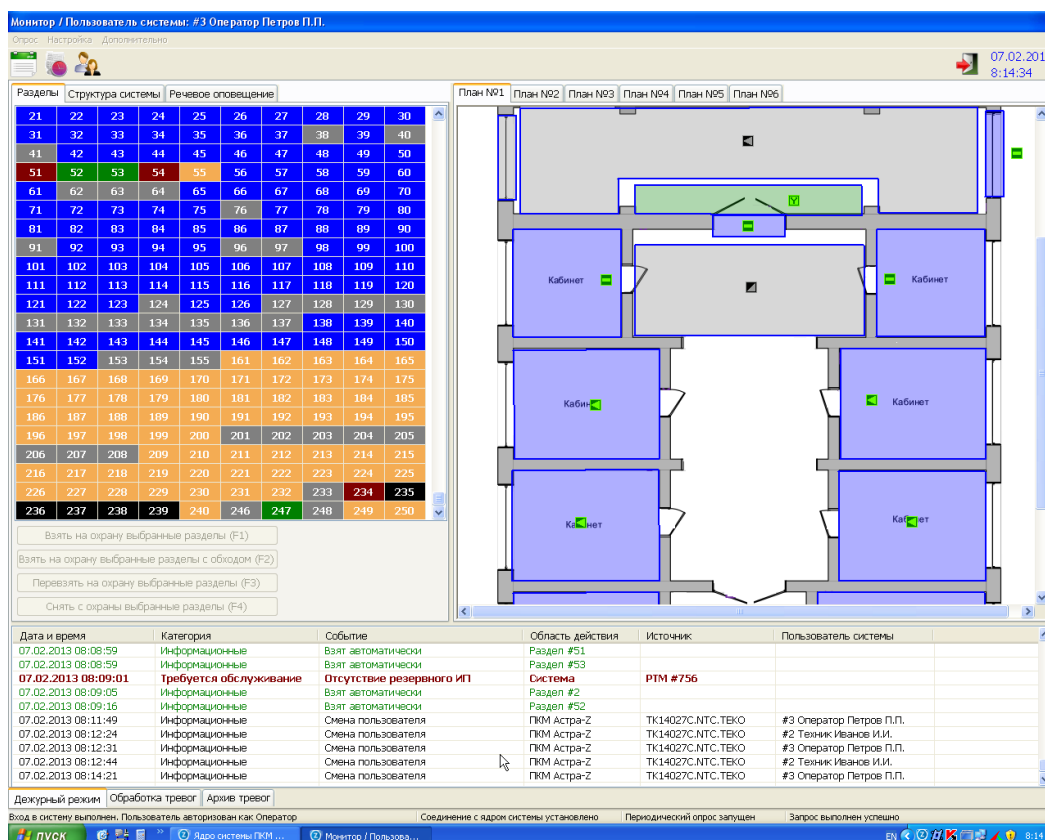 Монитор / Пользователь системы: #3 Оператор Петров П.П.
Опрос Настройка Дополнительно
07.02.201
8:14:34
Разделы Структура системы Речевое оповещение План №1 План №2 План №3 План №4 План №5 План №6
21 22 23 24 25 26 27 28 29 30
31 32 33 34 35 36 37 38 39 40
41 42 43 44 45 46 47 48 49 50
51 52 53 54 55 56 57 58 59 60
61 62 63 64 65 66 67 68 69 70
71 72 73 74 75 76 77 78 79 80
81 82 83 84 85 86 87 88 89 90
91 92 93 94 95 96 97 98 99 100
101 102 103 104 105 106 107 108 109 110
111 112 113 114 115 116 117 118 119 120
121 122 123 124 125 126 127 128 129 130
131 132 133 134 135 136 137 138 139 140
141 142 143 144 145 146 147 148 149 150
151 152 153 154 155 161 162 163 164 165
166 167 168 169 170 171 172 173 174 175
176 177 178 179 180 181 182 183 184 185
186 187 188 189 190 191 192 193 194 195
196 197 198 199 200 201 202 203 204 205
206 207 208 209 210 211 212 213 214 215
216 217 218 219 220 221 222 223 224 225
226 227 228 229 230 231 232 233 234 235
236 237 238 239 240 246 247 248 249 250
Взять на охрану выбранные разделы (F1)
Взять на охрану выбранные разделы с обходом (F2)
Перевзять на охрану выбранные разделы (F3)
Снять с охраны выбранные разделы (F4)
Y
Кабинет Кабинет
Кабинет
Кабинет
Дата и время Категория Событие Область действия Источник Пользователь системы
07.02.2013 08:08:59 Информационные Взят автоматически Раздел #51
07.02.2013 08:08:59 Информационные Взят автоматически Раздел #53
07.02.2013 08:09:01 Требуется обслуживание Отсутствие резервного ИП Система РТМ #756
07.02.2013 08:09:05 Информационные Взят автоматически Раздел #2
07.02.2013 08:09:16 Информационные Взят автоматически Раздел #52
07.02.2013 08:11:49 Информационные Смена пользователя ПКМ Астра-Z TK14027C.NTC.TEKO #3 Оператор Петров П.П.
07.02.2013 08:12:24 Информационные Смена пользователя ПКМ Астра-Z TK14027C.NTC.TEKO #2 Техник Иванов И.И.
07.02.2013 08:12:31 Информационные Смена пользователя ПКМ Астра-Z TK14027C.NTC.TEKO #3 Оператор Петров П.П.
07.02.2013 08:12:44 Информационные Смена пользователя ПКМ Астра-Z TK14027C.NTC.TEKO #2 Техник Иванов И.И.
07.02.2013 08:14:21 Информационные Смена пользователя ПКМ Астра-Z TK14027C.NTC.TEKO #3 Оператор Петров П.П.
Дежурный режим Обработка тревог Архив тревог
Вход в систему выполнен. Пользователь авторизован как Оператор Соединение с ядром системы установлено Периодический опрос запущен Запрос выполнен успешно
пуск Ядро системы ПКМ ... Монитор / Пользова... EN 8:14